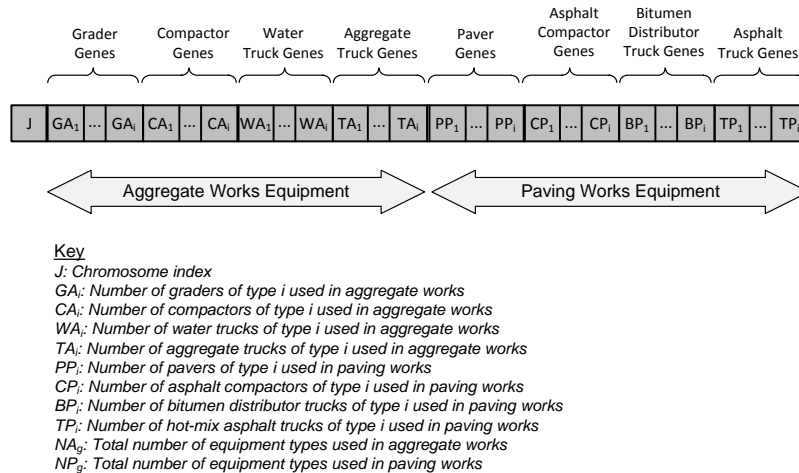 Grader Genes
Compactor Genes
Water Truck Genes
Aggregate Truck Genes
Paver Genes
Asphalt Compactor Genes
Bitumen Distributor Truck Genes
Asphalt Truck Genes
J GA₁ ... GAᵢ CA₁ ... CAᵢ WA₁ ... WAᵢ TA₁ ... TAᵢ PP₁ ... PPᵢ CP₁ ... CPᵢ BP₁ ... BPᵢ TP₁ ... TPᵢ
Aggregate Works Equipment
Paving Works Equipment
Key
J: Chromosome index
GAᵢ: Number of graders of type i used in aggregate works
CAᵢ: Number of compactors of type i used in aggregate works
WAᵢ: Number of water trucks of type i used in aggregate works
TAᵢ: Number of aggregate trucks of type i used in aggregate works
PPᵢ: Number of pavers of type i used in paving works
CPᵢ: Number of asphalt compactors of type i used in paving works
BPᵢ: Number of bitumen distributor trucks of type i used in paving works
TPᵢ: Number of hot-mix asphalt trucks of type i used in paving works
NA_g: Total number of equipment types used in aggregate works
NP_g: Total number of equipment types used in paving works